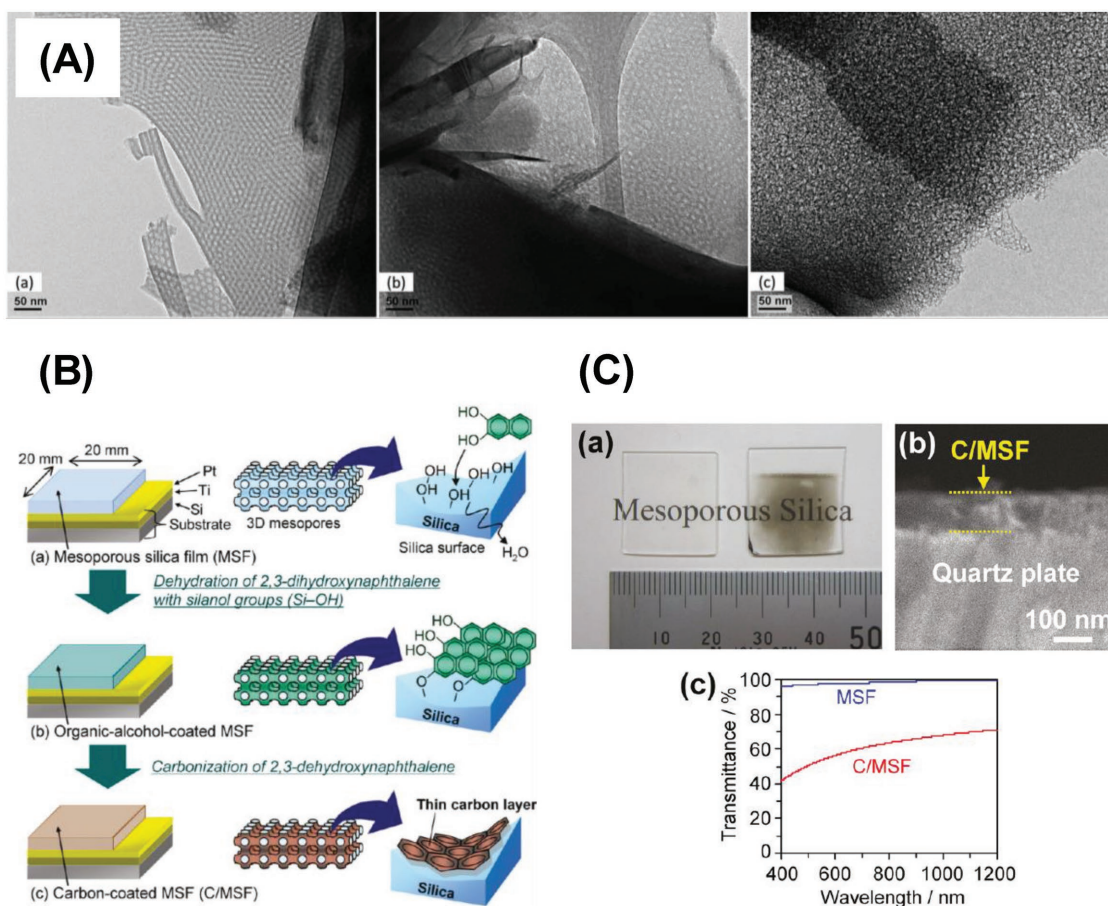 (A)
(a)
50 nm
(b)
50 nm
(c)
50 nm
(B)
20 mm
20 mm
Pt
Ti
Si
Substrate
(a) Mesoporous silica film (MSF)
3D mesopores
HO
HO
OH
OH
OH
OH
OH
Silica
Silica surface
H2O
Dehydration of 2,3-dihydroxynaphthalene
with silanol groups (Si–OH)
HO
HO
O
O
Silica
(b) Organic-alcohol-coated MSF
Carbonization of 2,3-dehydroxynaphthalene
Thin carbon layer
Silica
(c) Carbon-coated MSF (C/MSF)
(C)
(a)
Mesoporous Silica
10 20 30 40 50
(b)
C/MSF
Quartz plate
100 nm
(c)
Transmittance / %
100
80
60
40
20
0
MSF
C/MSF
400 600 800 1000 1200
Wavelength / nm